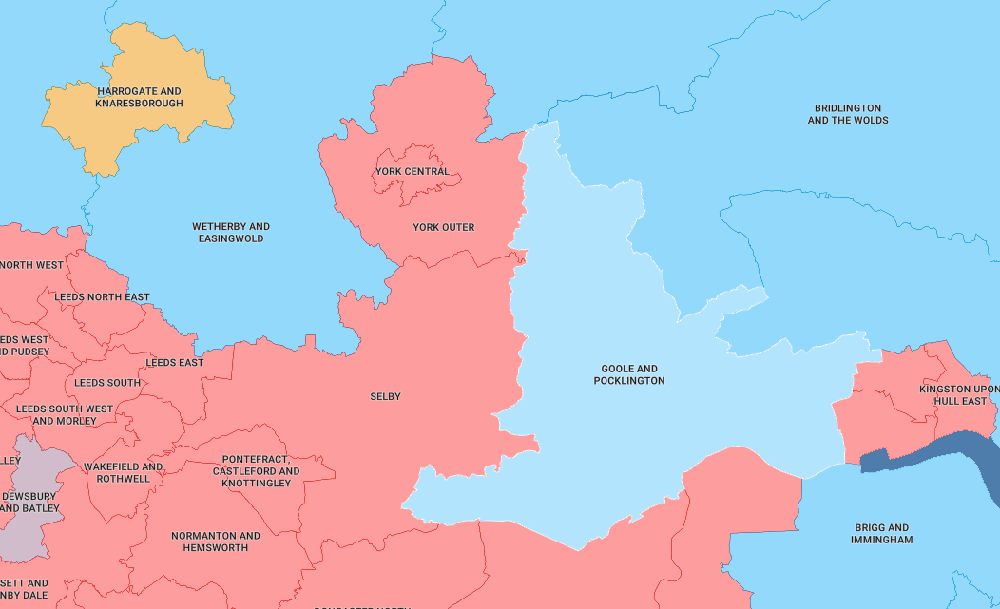 HARROGATE AND
KNARESBOROUGH
BRIDLINGTON
AND THE WOLDS
YORK CENTRAL
WETHERBY AND
EASINGWOLD
YORK OUTER
NORTH WEST
LEEDS NORTH EAST
EDS WEST
D PUDSEY
LEEDS EAST
LEEDS SOUTH
GOOLE AND
POCKLINGTON
SELBY
KINGSTON UPON
HULL EAST
LEEDS SOUTH WEST
AND MORLEY
LLEY
WAKEFIELD AND
ROTHWELL
PONTEFRACT,
CASTLEFORD AND
KNOTTINGLEY
DEWSBURY
AND BATLEY
BRIGG AND
IMMINGHAM
NORMANTON AND
HEMSWORTH
SETT AND
NBY DALE
DONCASTER NORTH